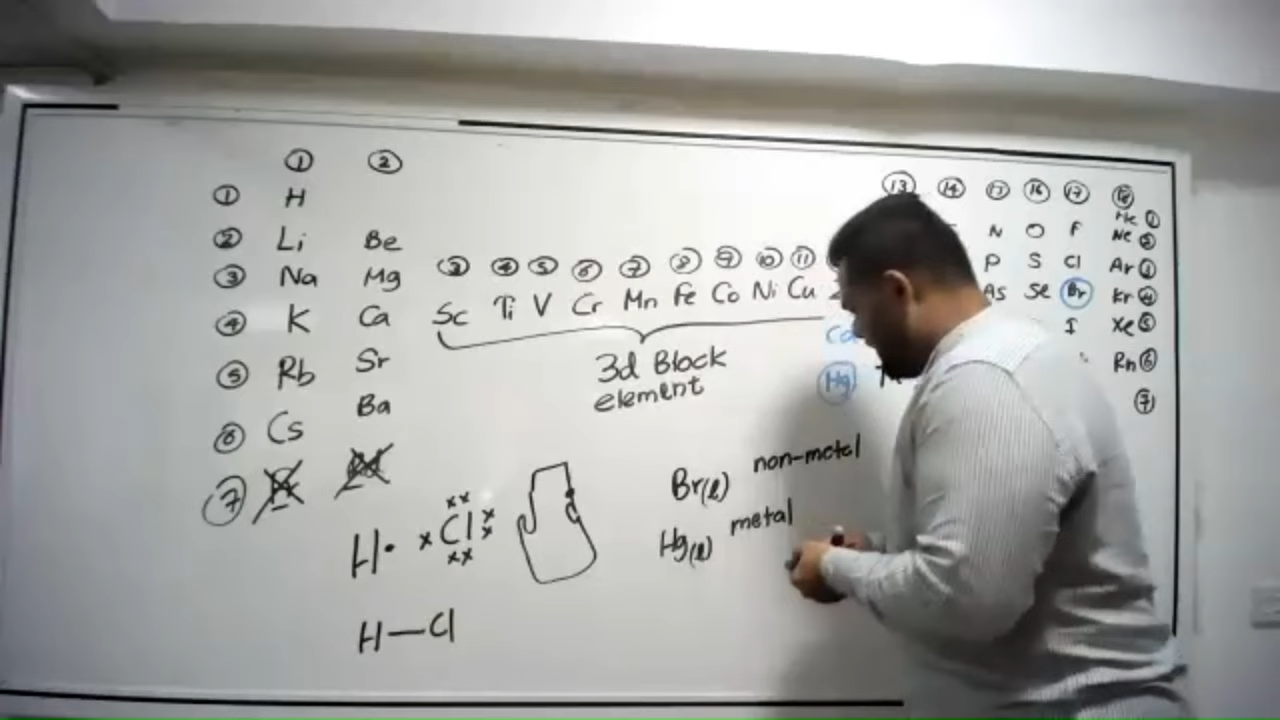 ① ②
⑬ ⑭ ⑮ ⑯ ⑰ ⑱
① H He ①
② Li Be N O F Ne ②
③ Na Mg P S Cl Ar ③
③ ④ ⑤ ⑥ ⑦ ⑧ ⑨ ⑩ ⑪
④ K Ca Sc Ti V Cr Mn Fe Co Ni Cu As Se Br Kr ④
⑤ Rb Sr Cd I Xe ⑤
3d Block
element
⑥ Cs Ba Hg Rn ⑥
⑦ ⑦
Br(l) non-metal
Hg(l) metal
H· xCl
H—Cl